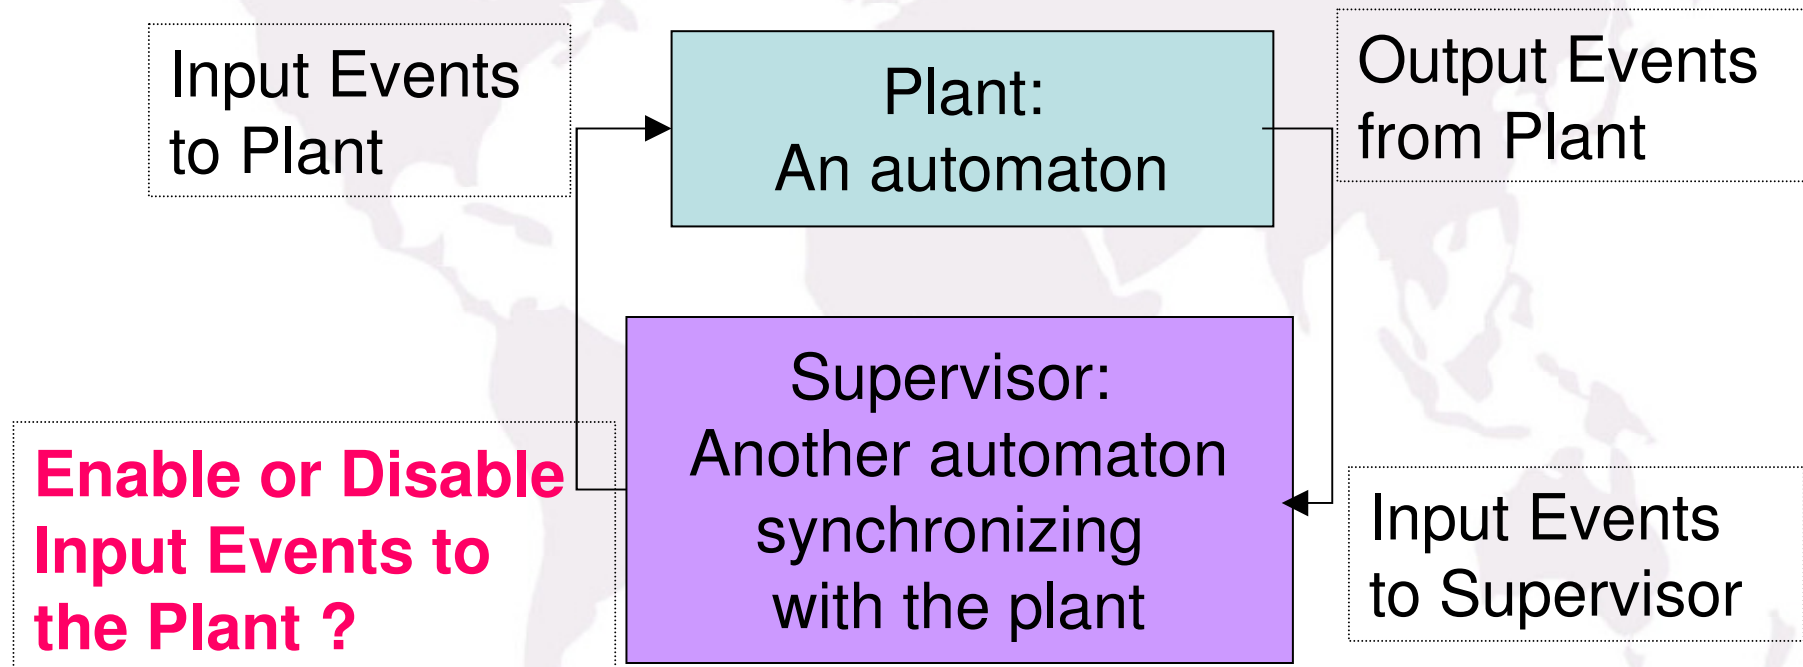 Input Events
to Plant
Plant:
An automaton
Output Events
from Plant
Supervisor:
Another automaton
synchronizing
with the plant
Enable or Disable
Input Events to
the Plant ?
Input Events
to Supervisor